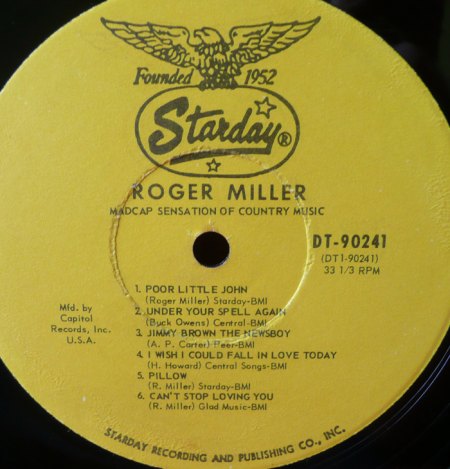 Founded 1952
Starday®
ROGER MILLER
MADCAP SENSATION OF COUNTRY MUSIC
DT-90241
(DT1-90241)
33 1/3 RPM
1. POOR LITTLE JOHN
(Roger Miller) Starday-BMI
2. UNDER YOUR SPELL AGAIN
(Buck Owens) Central-BMI
3. JIMMY BROWN THE NEWSBOY
(A. P. Carter) Peer-BMI
4. I WISH I COULD FALL IN LOVE TODAY
(H. Howard) Central Songs-BMI
5. PILLOW
(R. Miller) Starday-BMI
6. CAN'T STOP LOVING YOU
(R. Miller) Glad Music-BMI
Mfd. by
Capitol
Records, Inc.
U.S.A.
STARDAY RECORDING AND PUBLISHING CO., INC.